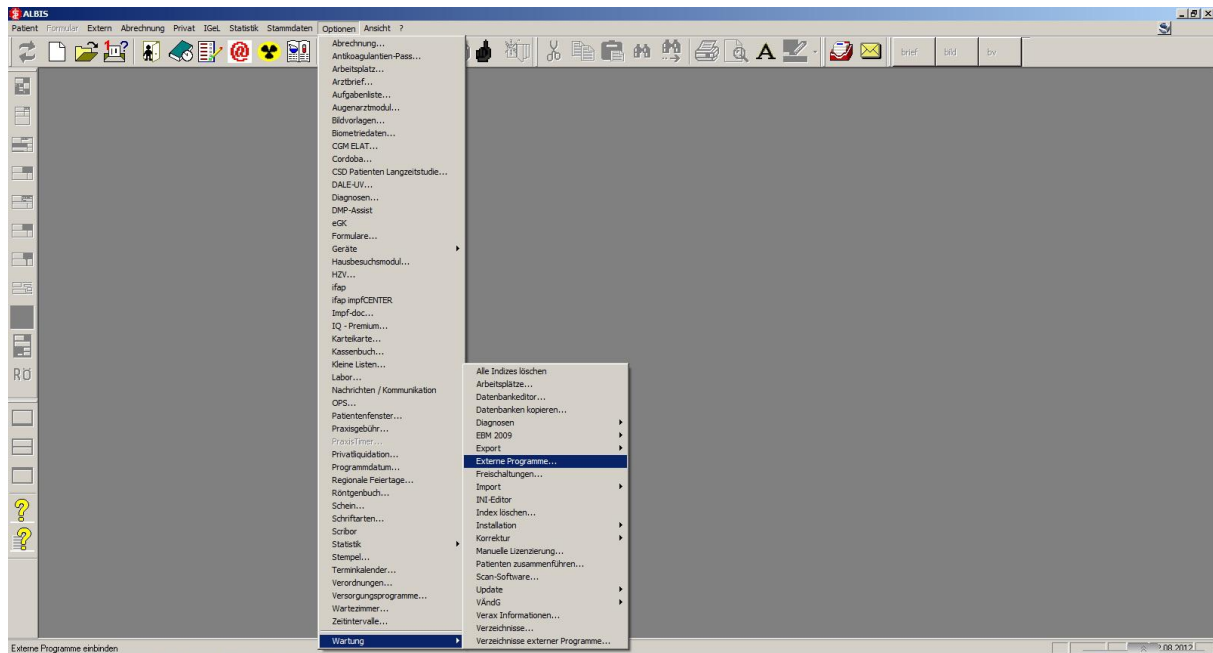 ALBIS
Patient Formular Extern Abrechnung Privat IGeL Statistik Stammdaten Optionen Ansicht ?
brief bild bv
RÖ
Abrechnung...
Antikoagulantien-Pass...
Arbeitsplatz...
Arztbrief...
Aufgabenliste...
Augenarztmodul...
Bildvorlagen...
Biometriedaten...
CGM ELAT...
Cordoba...
CSD Patienten Langzeitstudie...
DALE-UV...
Diagnosen...
DMP-Assist
eGK
Formulare...
Geräte
Hausbesuchsmodul...
HZV...
ifap
ifap impfCENTER
Impf-doc...
IQ - Premium...
Karteikarte...
Kassenbuch...
Kleine Listen...
Labor...
Nachrichten / Kommunikation
OPS...
Patientenfenster...
Praxisgebühr...
PraxisTimer...
Privatliquidation...
Programmdatum...
Regionale Feiertage...
Röntgenbuch...
Schein...
Schriftarten...
Scribor
Statistik
Stempel...
Terminkalender...
Verordnungen...
Versorgungsprogramme...
Wartezimmer...
Zeitintervalle...
Wartung
Alle Indizes löschen
Arbeitsplätze...
Datenbankeditor...
Datenbanken kopieren...
Diagnosen
EBM 2009
Export
Externe Programme...
Freischaltungen...
Import
INI-Editor
Index löschen...
Installation
Korrektur
Manuelle Lizenzierung...
Patienten zusammenführen...
Scan-Software...
Update
VÄndG
Verax Informationen...
Verzeichnisse...
Verzeichnisse externer Programme...
Externe Programme einbinden
.08.2012